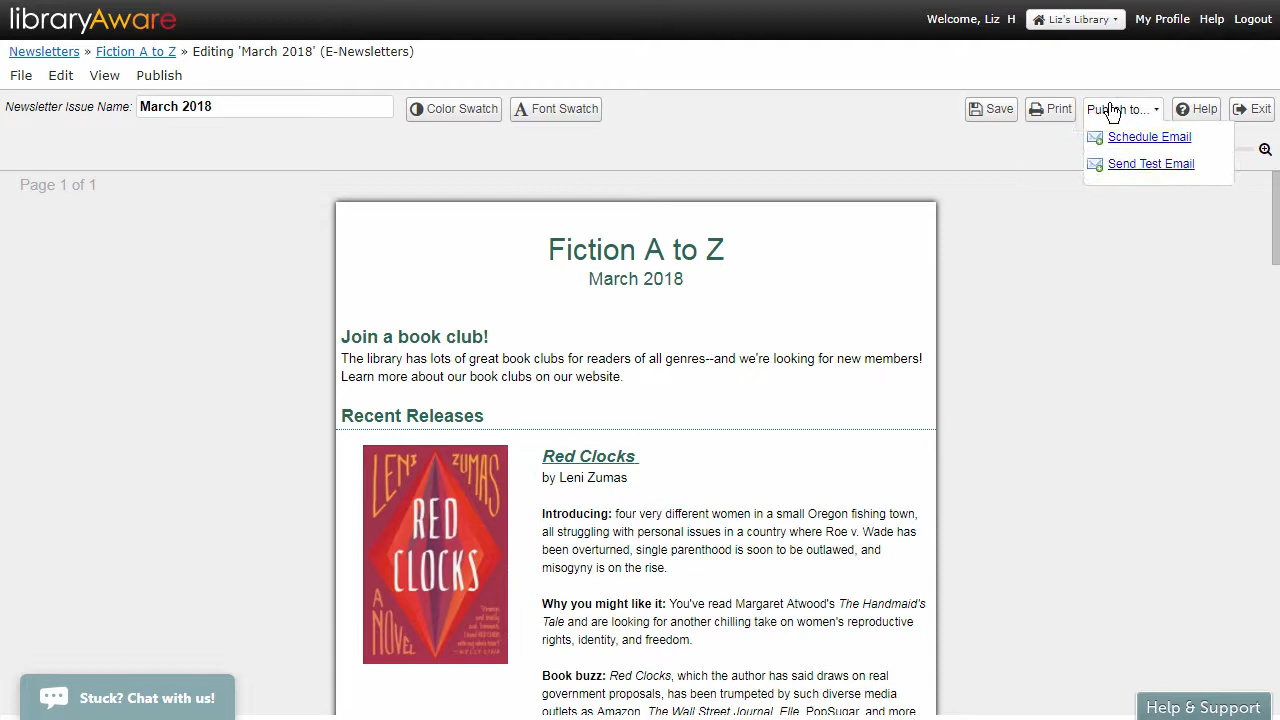 libraryAware
Welcome, Liz H
Liz's Library
My Profile
Help
Logout
Newsletters » Fiction A to Z » Editing 'March 2018' (E-Newsletters)
File
Edit
View
Publish
Newsletter Issue Name: March 2018
Color Swatch
Font Swatch
Save
Print
Publish to...
Help
Exit
Schedule Email
Send Test Email
Page 1 of 1
Fiction A to Z
March 2018
Join a book club!
The library has lots of great book clubs for readers of all genres--and we're looking for new members!
Learn more about our book clubs on our website.
Recent Releases
LENI ZUMAS
RED
CLOCKS
A
NOVEL
Red Clocks
by Leni Zumas
Introducing: four very different women in a small Oregon fishing town,
all struggling with personal issues in a country where Roe v. Wade has
been overturned, single parenthood is soon to be outlawed, and
misogyny is on the rise.
Why you might like it: You've read Margaret Atwood's The Handmaid's
Tale and are looking for another chilling take on women's reproductive
rights, identity, and freedom.
Book buzz: Red Clocks, which the author has said draws on real
government proposals, has been trumpeted by such diverse media
outlets as Amazon, The Wall Street Journal, Elle, PopSugar, and more
Stuck? Chat with us!
Help & Support